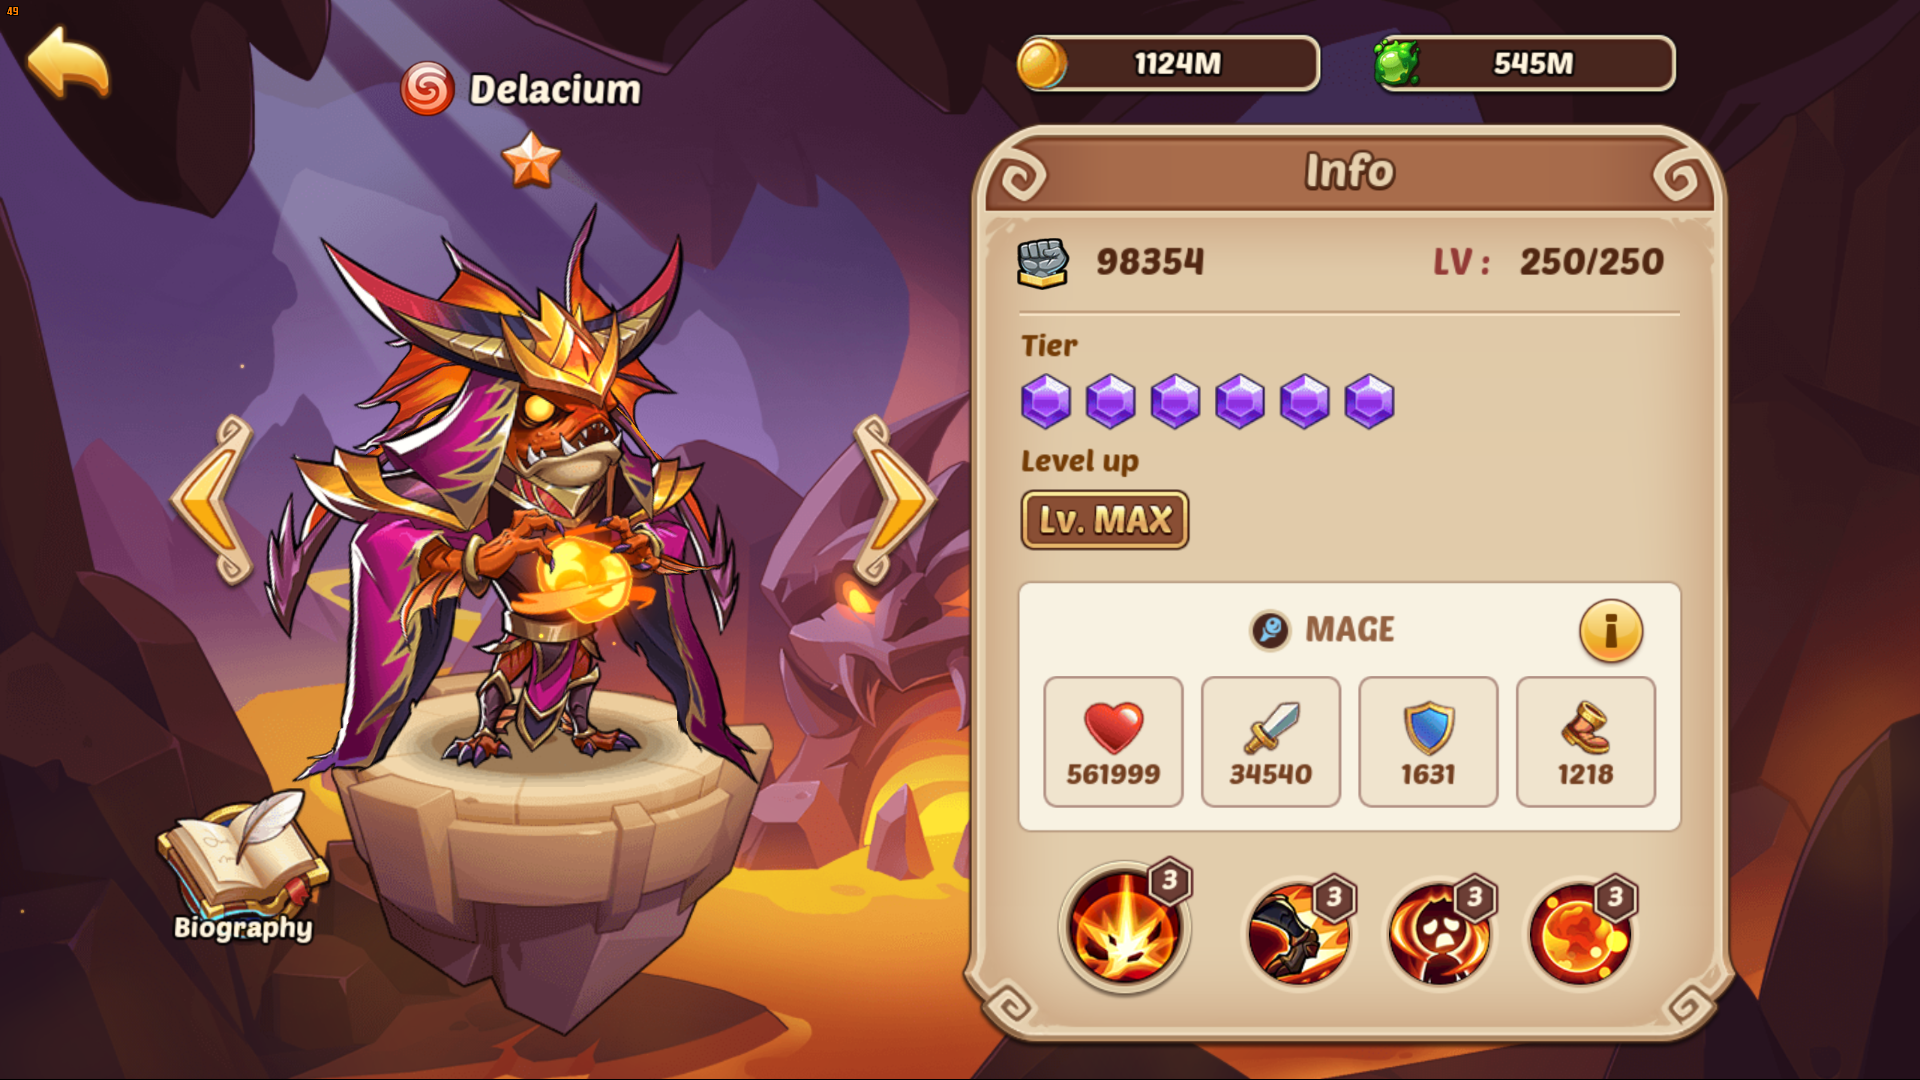 49
Delacium
1124M
545M
Info
98354
LV : 250/250
Tier
Level up
Lv. MAX
MAGE
561999
34540
1631
1218
3
3
3
3
Biography